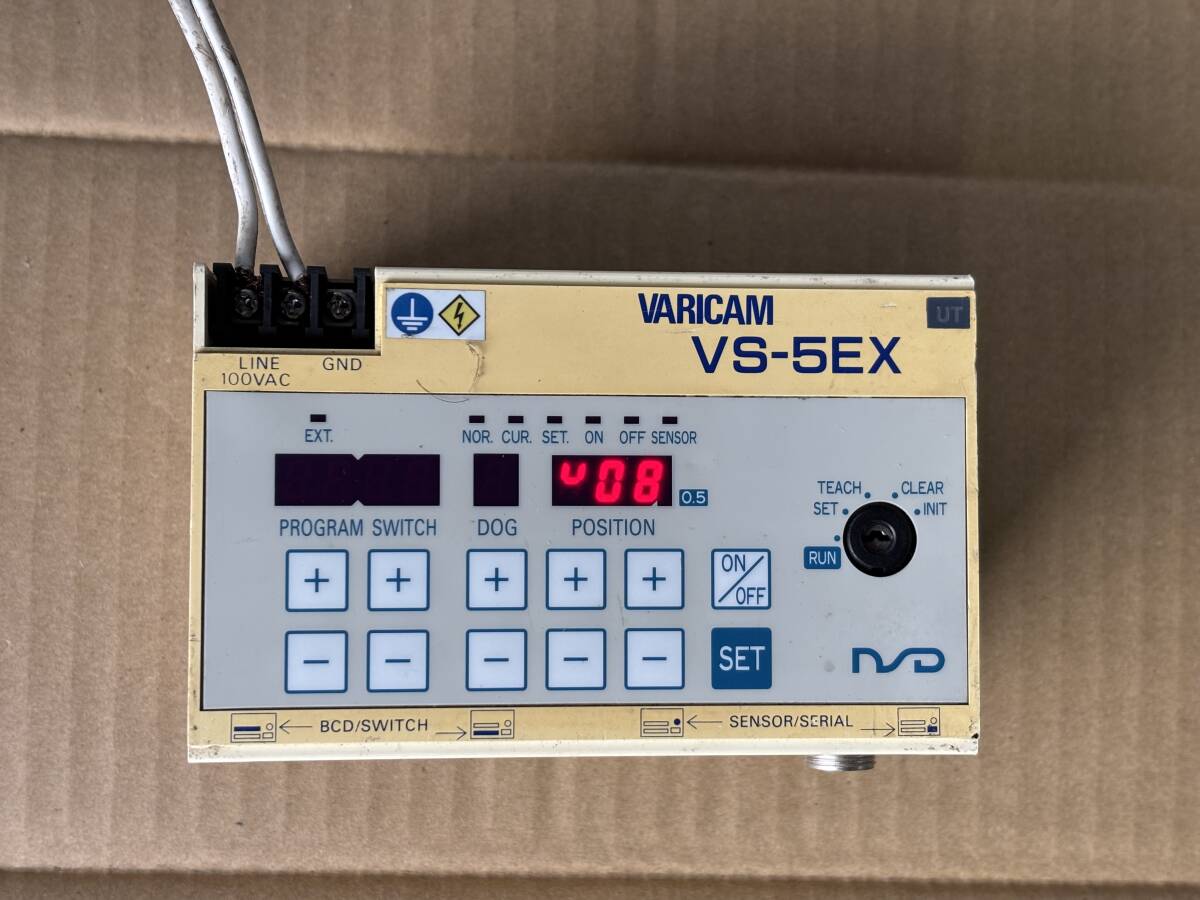 VARICAM
UT
VS-5EX
LINE GND
100VAC
EXT. NOR. CUR. SET. ON OFF SENSOR
08
0.5
PROGRAM SWITCH DOG POSITION
TEACH CLEAR
SET INIT
RUN
+ + + + + ON/OFF
− − − − − SET
NSD
BCD/SWITCH SENSOR/SERIAL